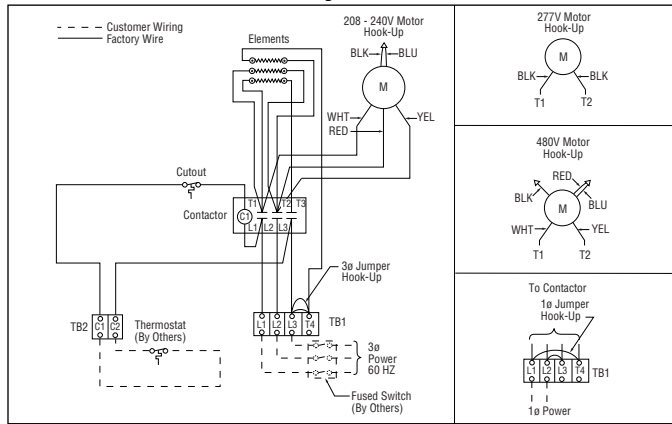 Customer Wiring
Factory Wire
Elements
208 - 240V Motor
Hook-Up
BLK
BLU
M
WHT
RED
YEL
Cutout
Contactor
T1
T2
T3
C1
L1
L2
L3
3ø Jumper
Hook-Up
TB2
C1
C2
Thermostat
(By Others)
L1
L2
L3
T4
TB1
3ø
Power
60 HZ
Fused Switch
(By Others)
277V Motor
Hook-Up
M
BLK
BLK
T1
T2
480V Motor
Hook-Up
RED
BLK
BLU
M
WHT
YEL
T1
T2
To Contactor
1ø Jumper
Hook-Up
L1
L2
L3
T4
TB1
1ø Power